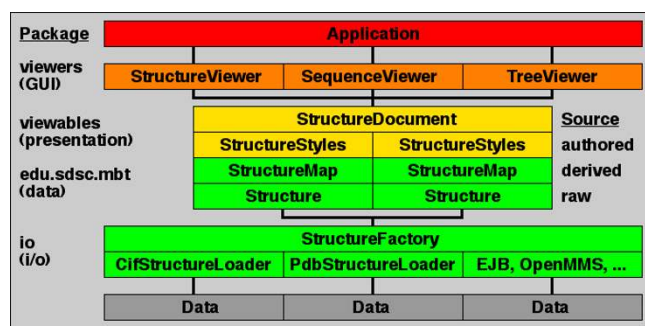 Package Application
viewers StructureViewer SequenceViewer TreeViewer
(GUI)
StructureDocument Source
viewables
(presentation) StructureStyles StructureStyles authored
edu.sdsc.mbt StructureMap StructureMap derived
(data) Structure Structure raw
StructureFactory
io
(i/o) CifStructureLoader PdbStructureLoader EJB, OpenMMS, ...
Data Data Data